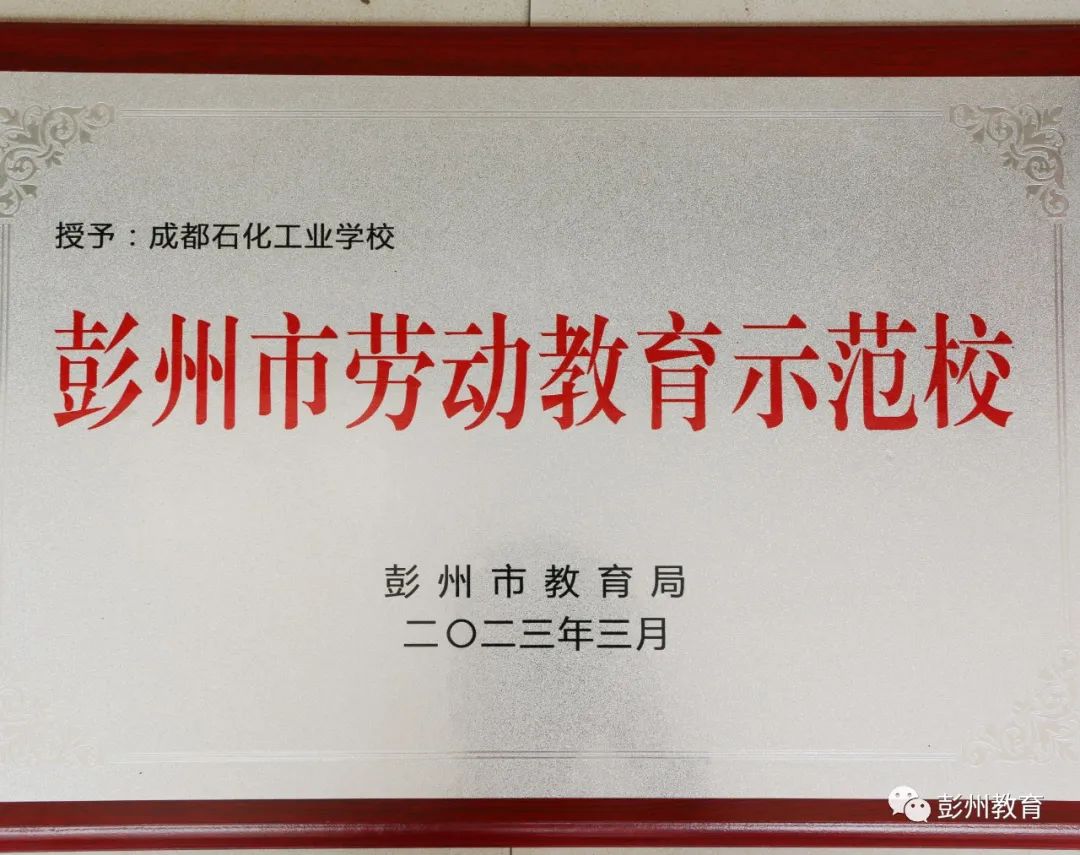 授予：成都石化工业学校
彭州市劳动教育示范校
彭州市教育局
二〇二三年三月
彭州教育